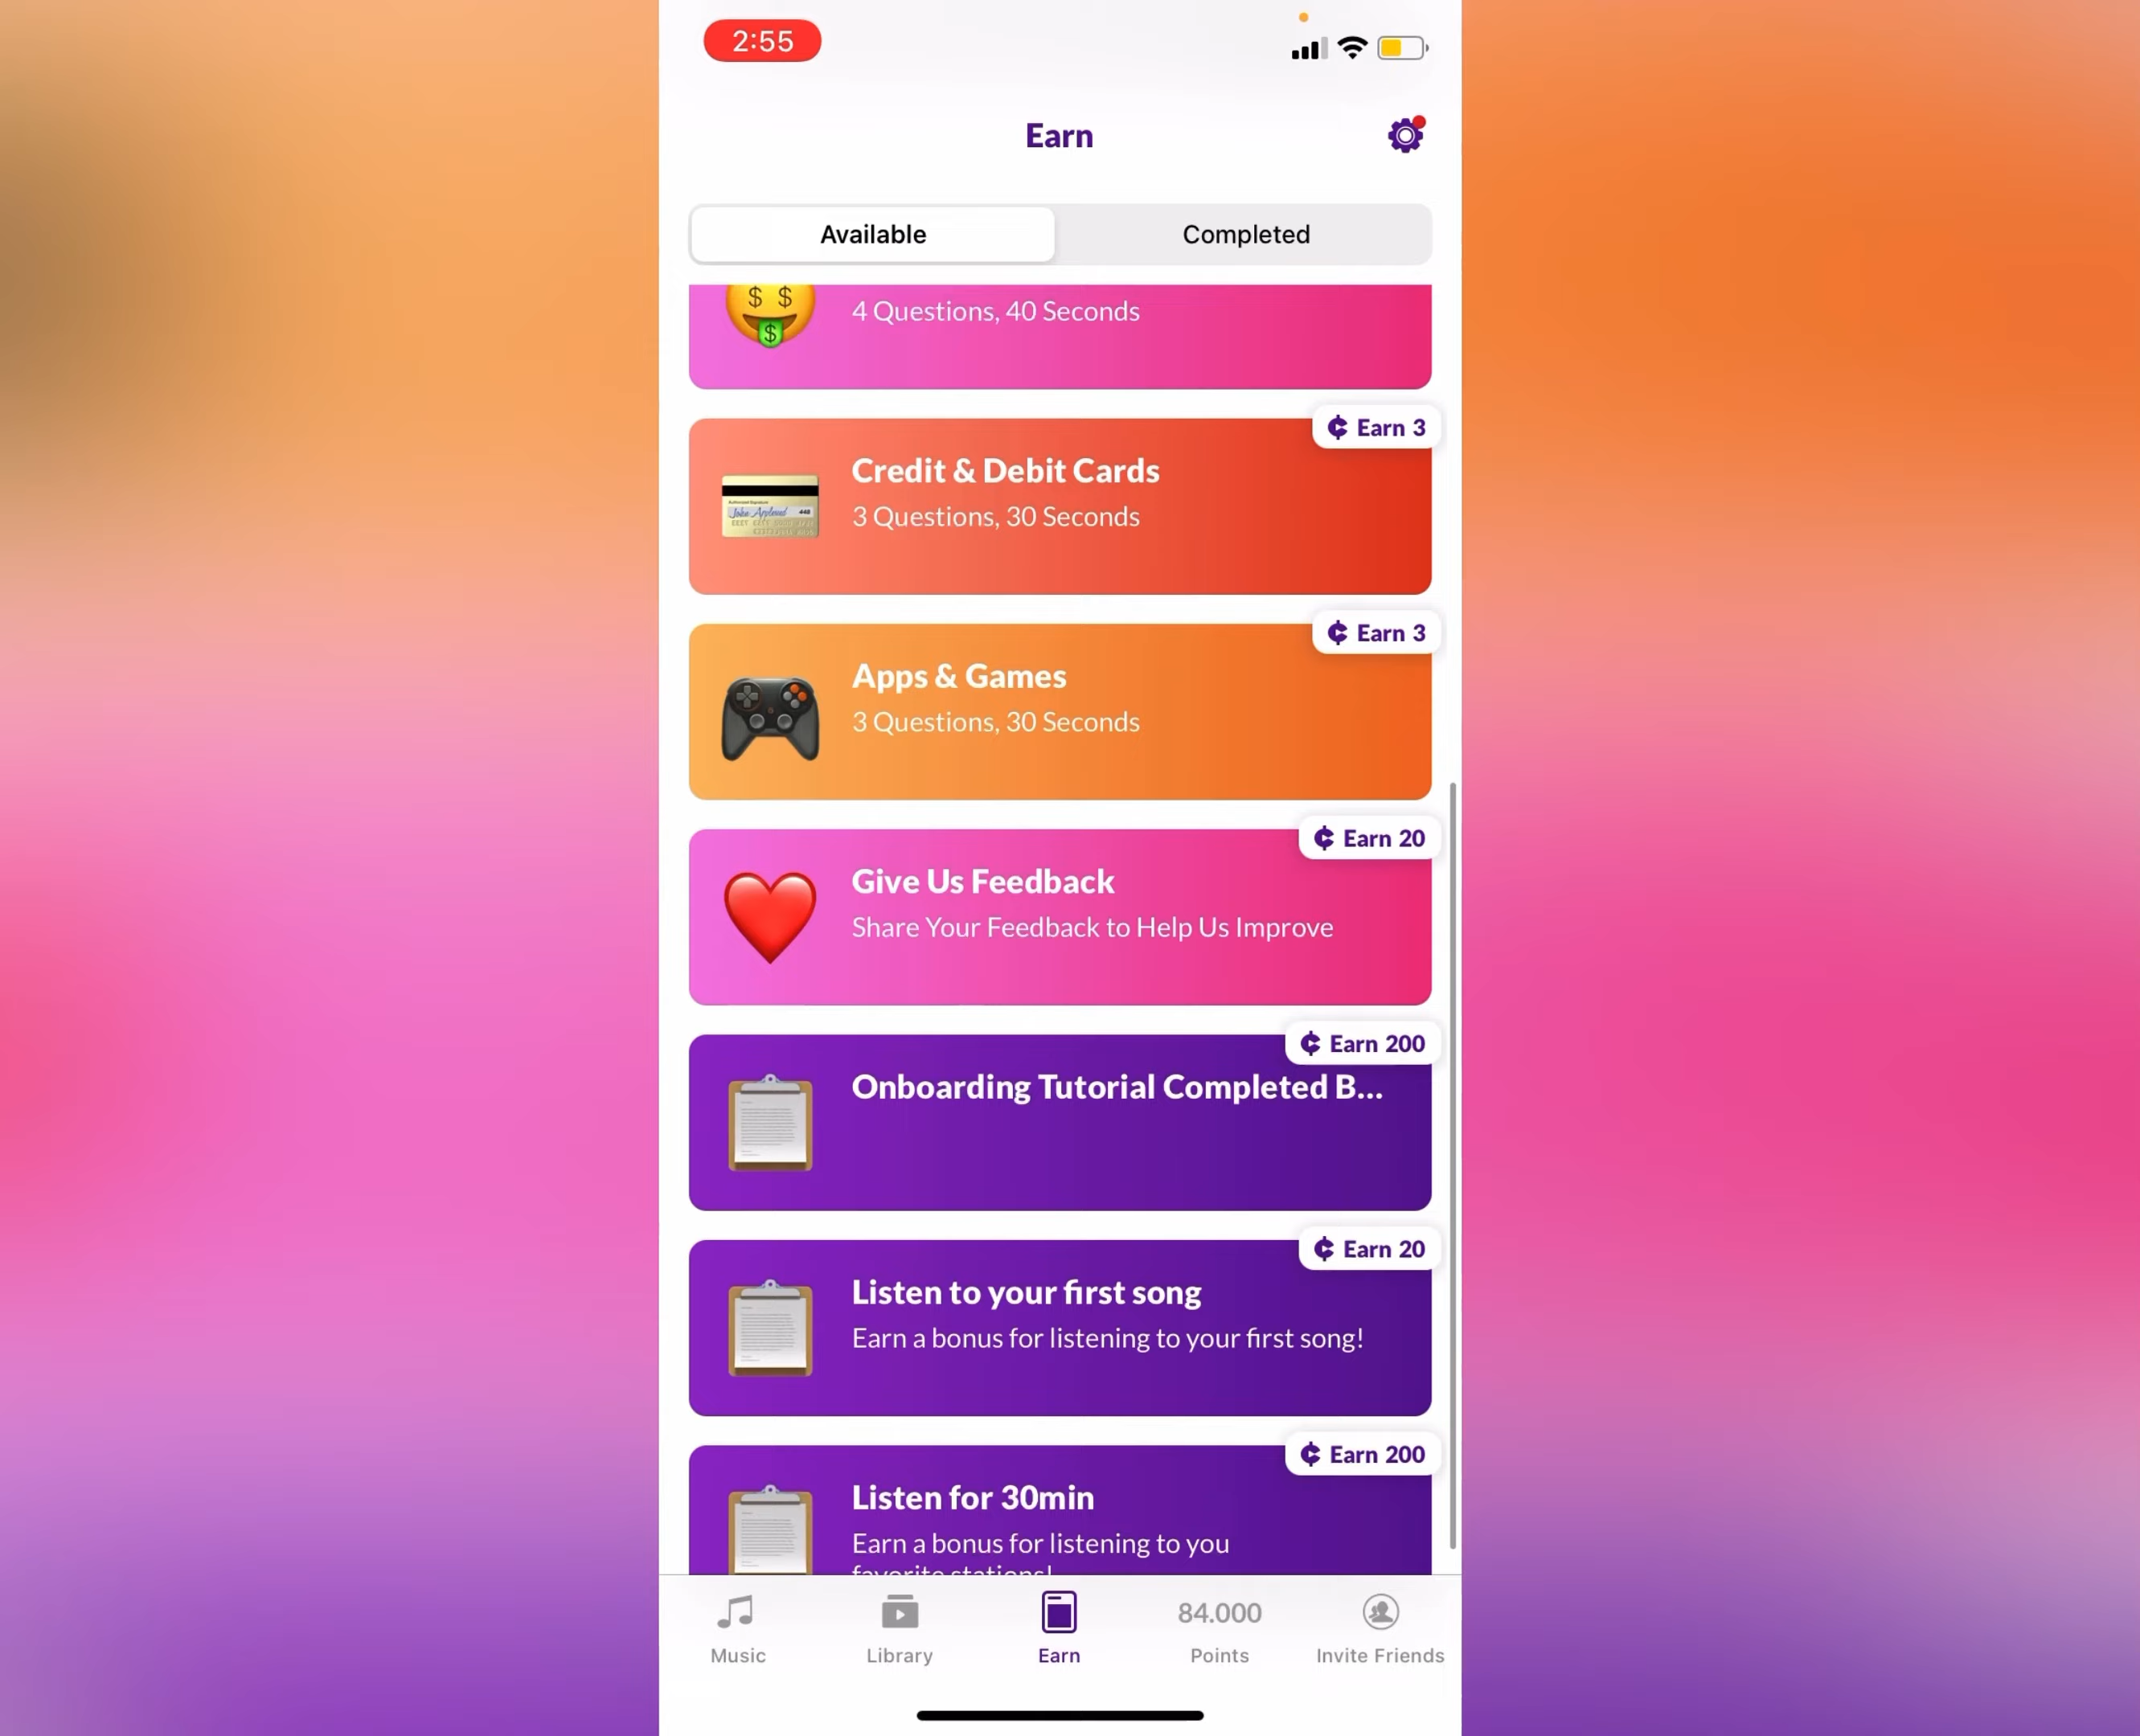 2:55
Earn
Available
Completed
4 Questions, 40 Seconds
Earn 3
Credit & Debit Cards
3 Questions, 30 Seconds
Earn 3
Apps & Games
3 Questions, 30 Seconds
Earn 20
Give Us Feedback
Share Your Feedback to Help Us Improve
Earn 200
Onboarding Tutorial Completed B...
Earn 20
Listen to your first song
Earn a bonus for listening to your first song!
Earn 200
Listen for 30min
Earn a bonus for listening to you
favorite stations!
84.000
Music
Library
Earn
Points
Invite Friends